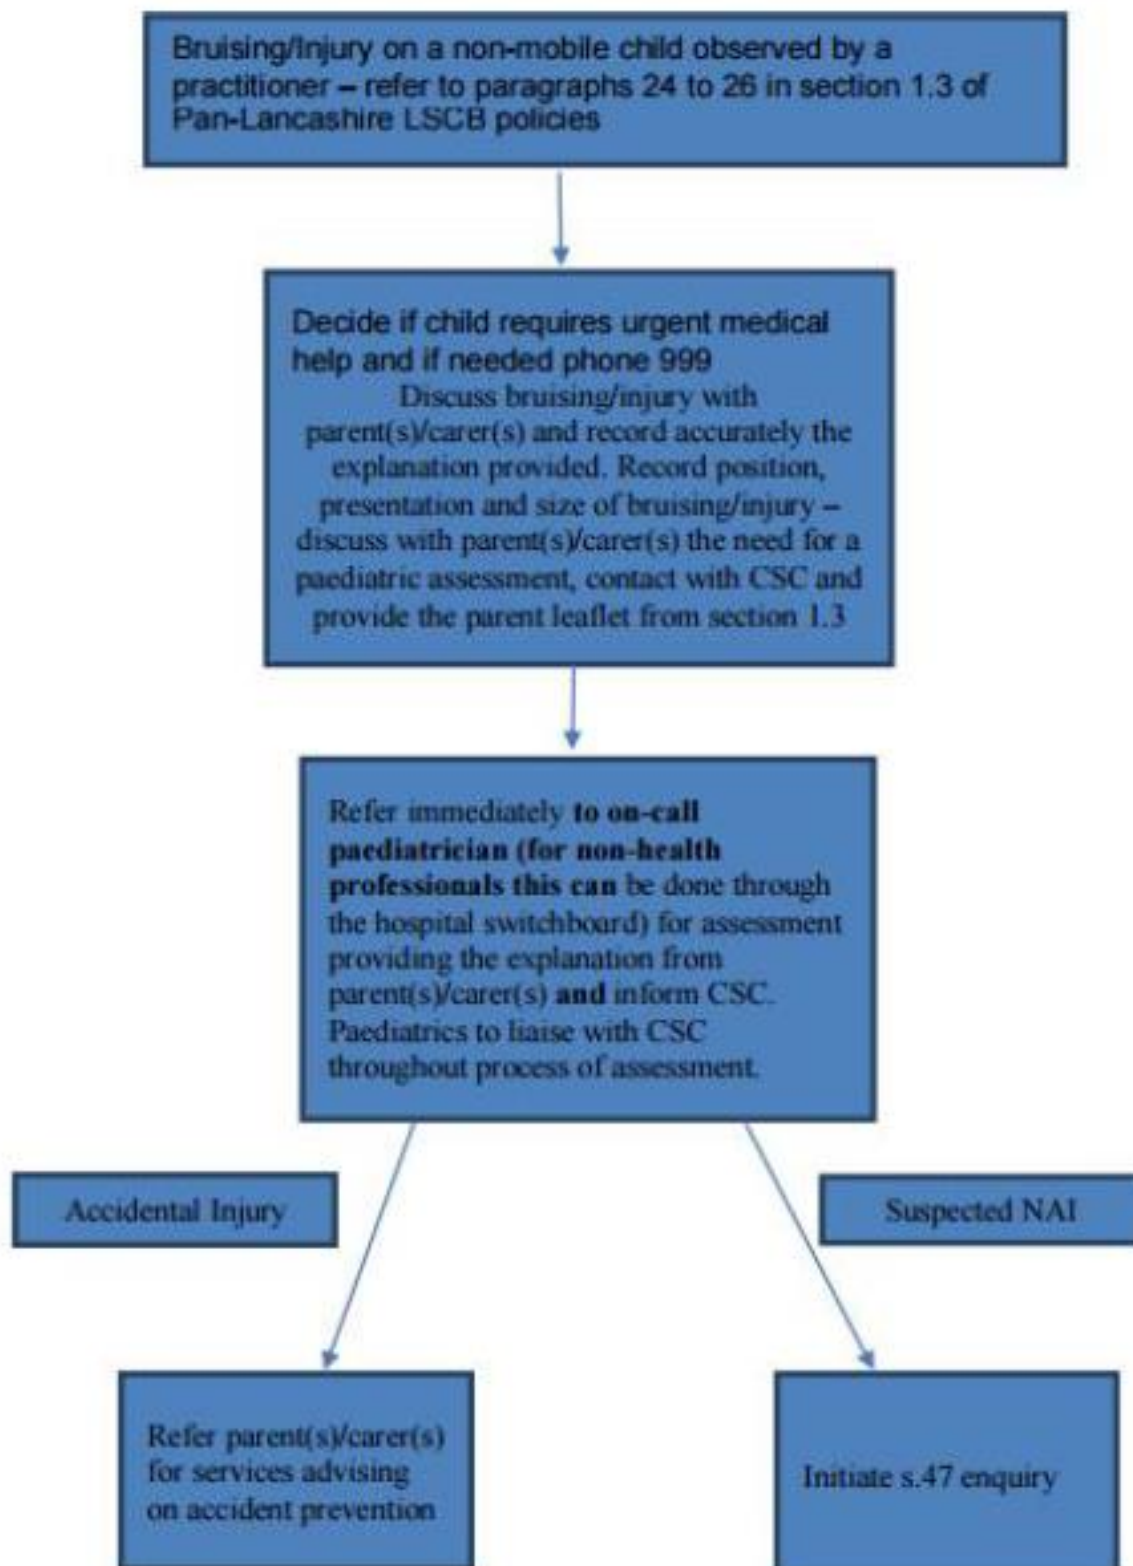 Bruising/Injury on a non-mobile child observed by a
practitioner – refer to paragraphs 24 to 26 in section 1.3 of
Pan-Lancashire LSCB policies
Decide if child requires urgent medical
help and if needed phone 999
Discuss bruising/injury with
parent(s)/carer(s) and record accurately the
explanation provided. Record position,
presentation and size of bruising/injury –
discuss with parent(s)/carer(s) the need for a
paediatric assessment, contact with CSC and
provide the parent leaflet from section 1.3
Refer immediately to on-call
paediatrician (for non-health
professionals this can be done through
the hospital switchboard) for assessment
providing the explanation from
parent(s)/carer(s) and inform CSC.
Paediatrics to liaise with CSC
throughout process of assessment.
Accidental Injury
Suspected NAI
Refer parent(s)/carer(s)
for services advising
on accident prevention
Initiate s.47 enquiry